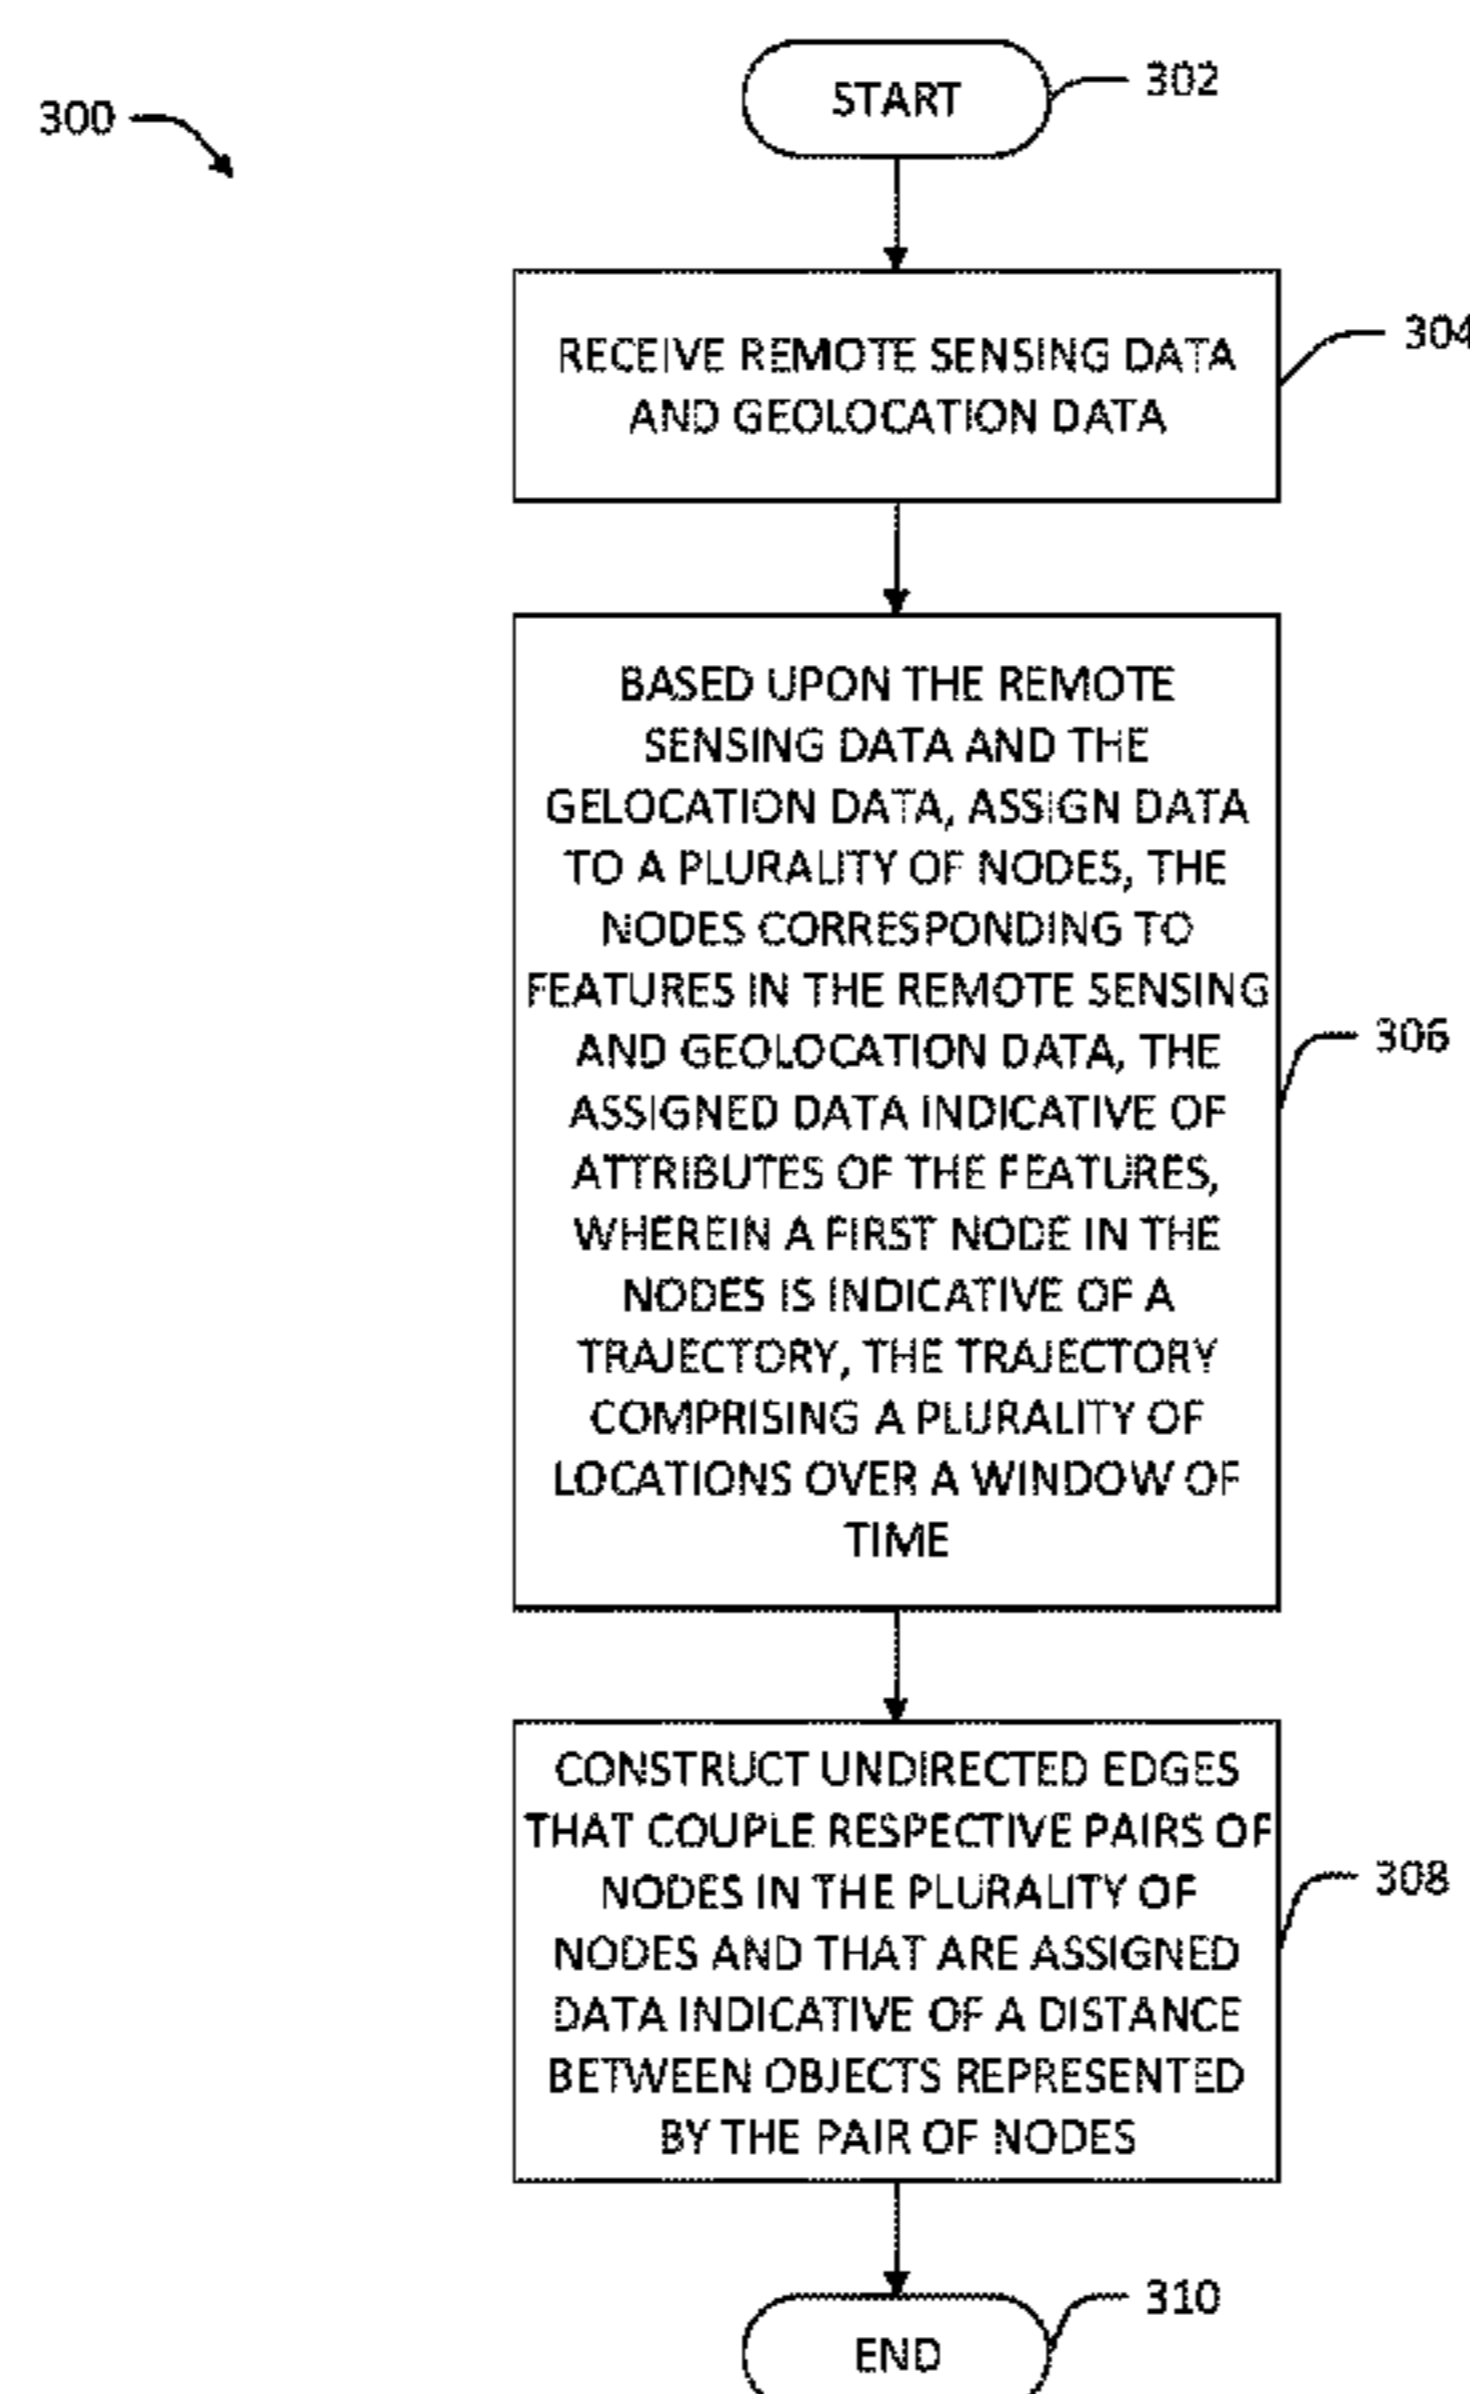 300
START
302
RECEIVE REMOTE SENSING DATA
AND GEOLOCATION DATA
304
BASED UPON THE REMOTE
SENSING DATA AND THE
GELOCATION DATA, ASSIGN DATA
TO A PLURALITY OF NODES, THE
NODES CORRESPONDING TO
FEATURES IN THE REMOTE SENSING
AND GEOLOCATION DATA, THE
ASSIGNED DATA INDICATIVE OF
ATTRIBUTES OF THE FEATURES,
WHEREIN A FIRST NODE IN THE
NODES IS INDICATIVE OF A
TRAJECTORY, THE TRAJECTORY
COMPRISING A PLURALITY OF
LOCATIONS OVER A WINDOW OF
TIME
306
CONSTRUCT UNDIRECTED EDGES
THAT COUPLE RESPECTIVE PAIRS OF
NODES IN THE PLURALITY OF
NODES AND THAT ARE ASSIGNED
DATA INDICATIVE OF A DISTANCE
BETWEEN OBJECTS REPRESENTED
BY THE PAIR OF NODES
308
END
310